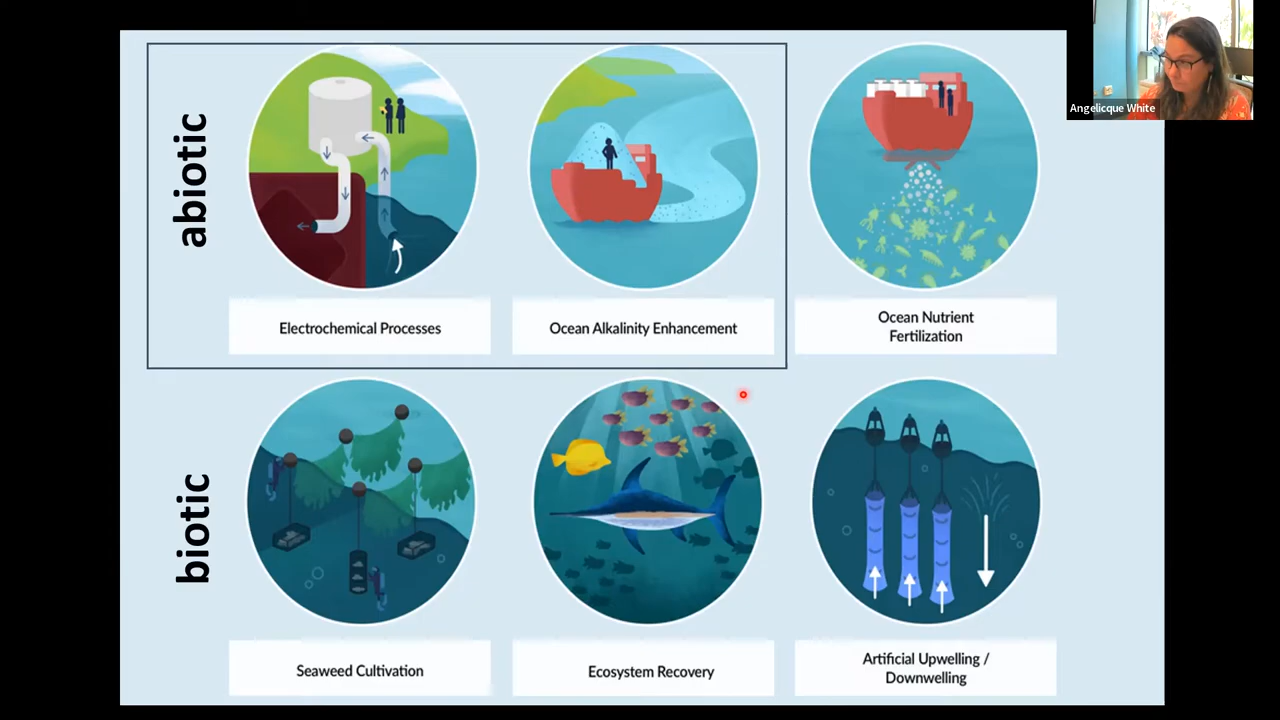 Angelicque White
abiotic
Electrochemical Processes
Ocean Alkalinity Enhancement
Ocean Nutrient
Fertilization
biotic
Seaweed Cultivation
Ecosystem Recovery
Artificial Upwelling /
Downwelling